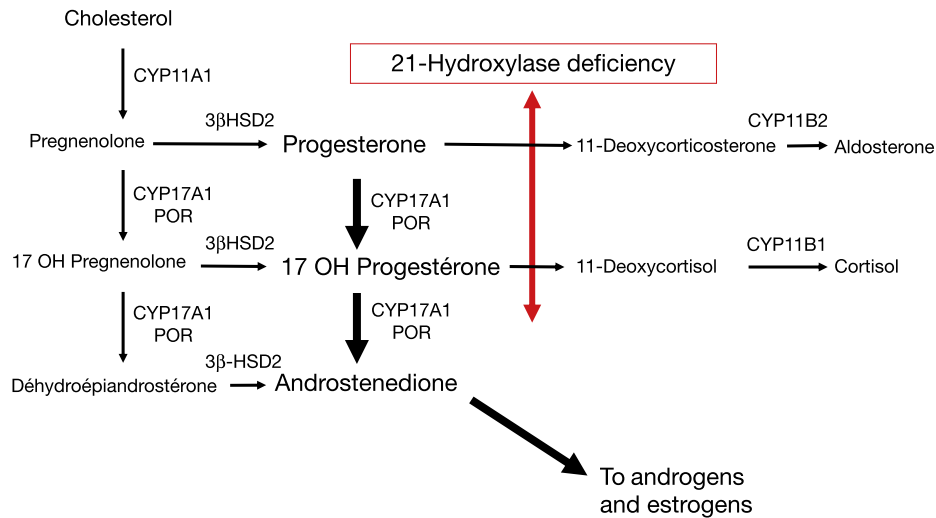 Cholesterol
21-Hydroxylase deficiency
CYP11A1
3βHSD2
CYP11B2
Pregnenolone
Progesterone
11-Deoxycorticosterone
Aldosterone
CYP17A1
POR
CYP17A1
POR
3βHSD2
CYP11B1
17 OH Pregnenolone
17 OH Progestérone
11-Deoxycortisol
Cortisol
CYP17A1
POR
CYP17A1
POR
3β-HSD2
Déhydroépiandrostérone
Androstenedione
To androgens
and estrogens